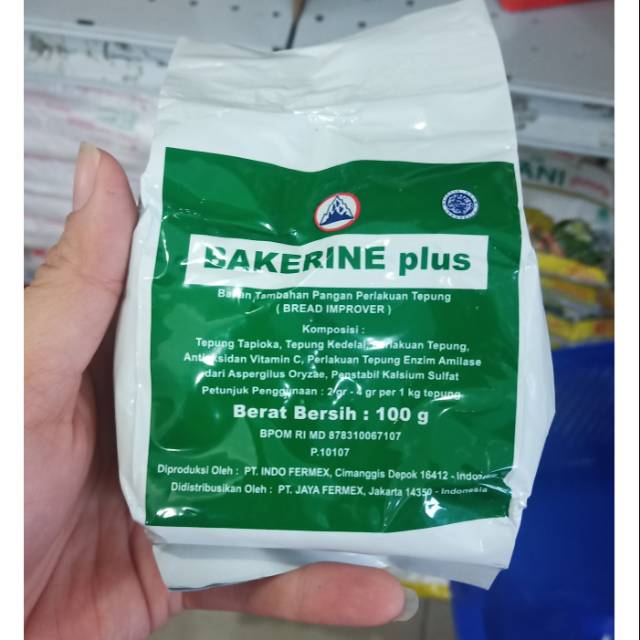 BAKERINE plus
Bahan Tambahan Pangan Perlakuan Tepung
( BREAD IMPROVER )
Komposisi :
Tepung Tapioka, Tepung Kedelai, Perlakuan Tepung,
Antioksidan Vitamin C, Perlakuan Tepung Enzim Amilase
dari Aspergilus Oryzae, Penstabil Kalsium Sulfat
Petunjuk Penggunaan : 2 gr - 4 gr per 1 kg tepung
Berat Bersih : 100 g
BPOM RI MD 878310067107
P.10107
Diproduksi Oleh : PT. INDO FERMEX, Cimanggis Depok 16412 - Indonesia
Didistribusikan Oleh : PT. JAYA FERMEX, Jakarta 14350 - Indonesia